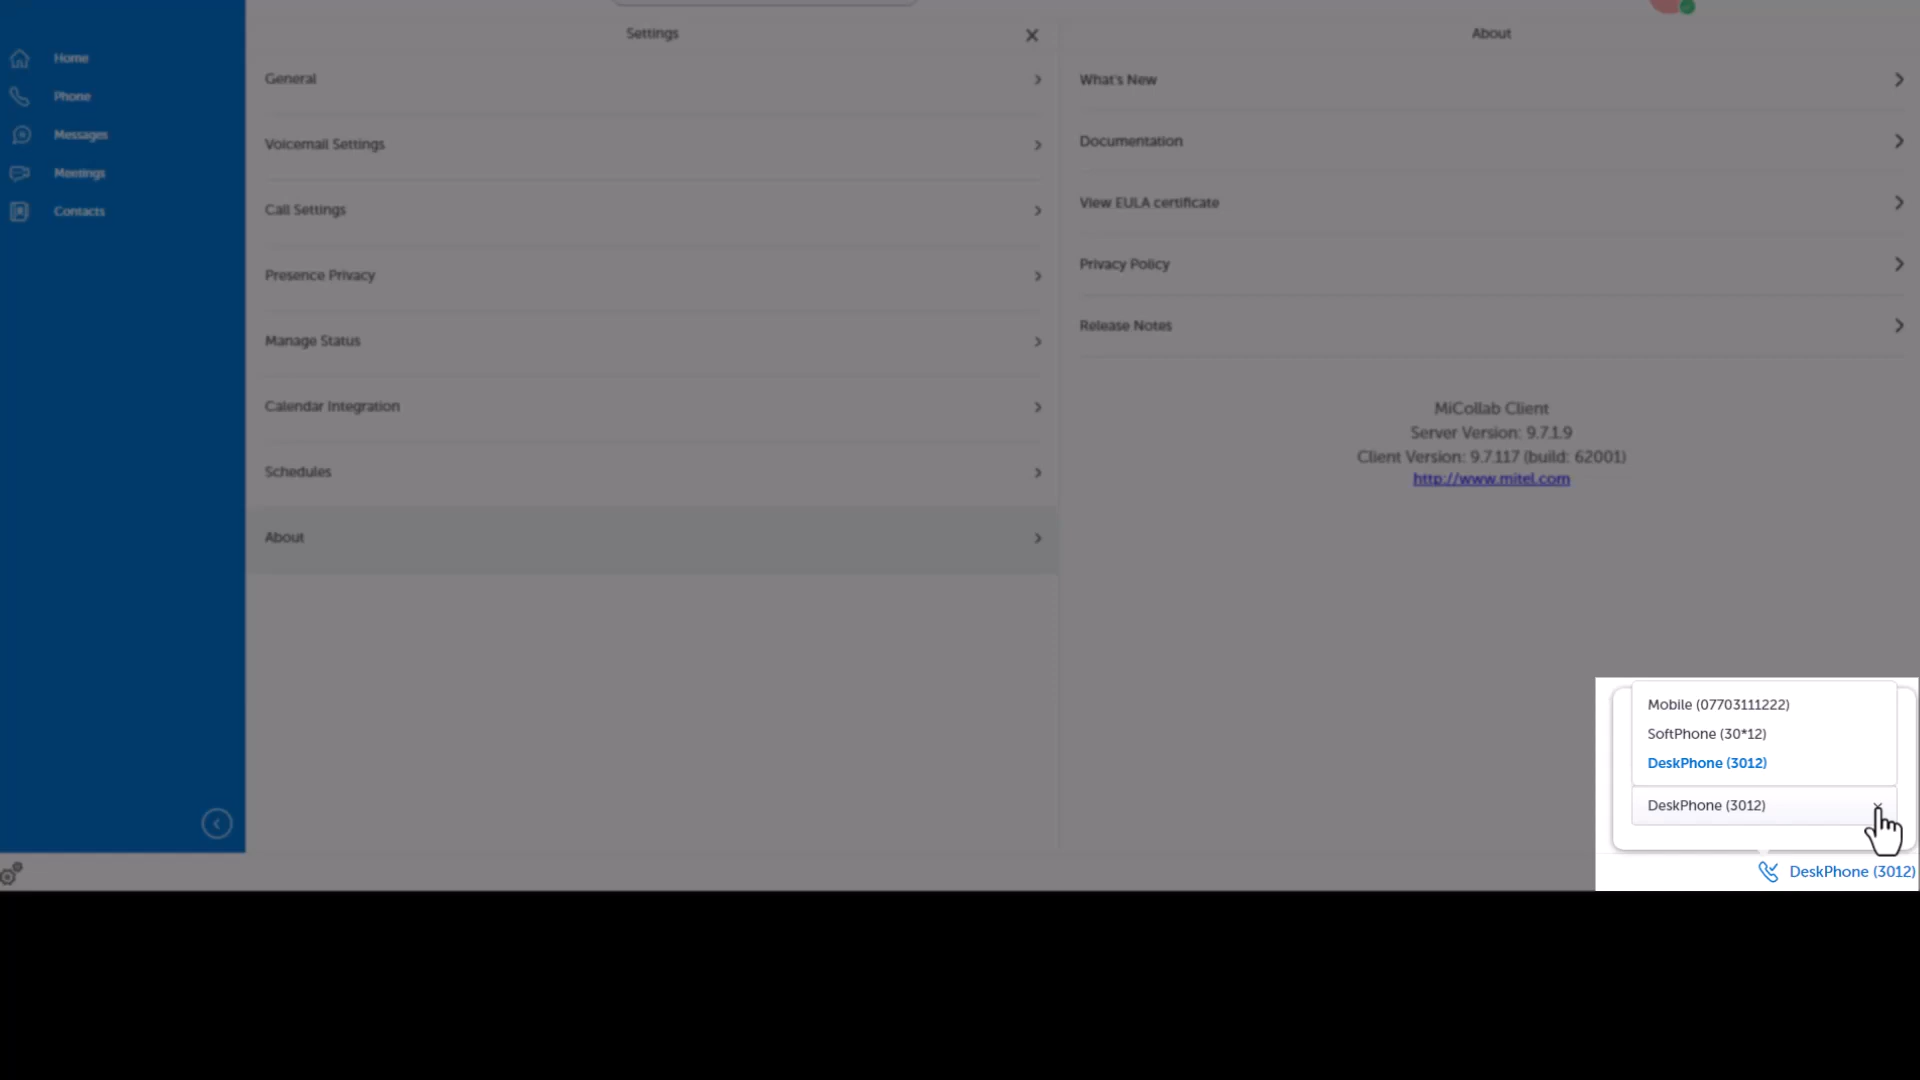 Home
Phone
Messages
Meetings
Contacts
Settings
General
Voicemail Settings
Call Settings
Presence Privacy
Manage Status
Calendar Integration
Schedules
About
About
What's New
Documentation
View EULA certificate
Privacy Policy
Release Notes
MiCollab Client
Server Version: 9.7.1.9
Client Version: 9.7.117 (build: 62001)
http://www.mitel.com
Mobile (07703111222)
SoftPhone (30*12)
DeskPhone (3012)
DeskPhone (3012)
DeskPhone (3012)